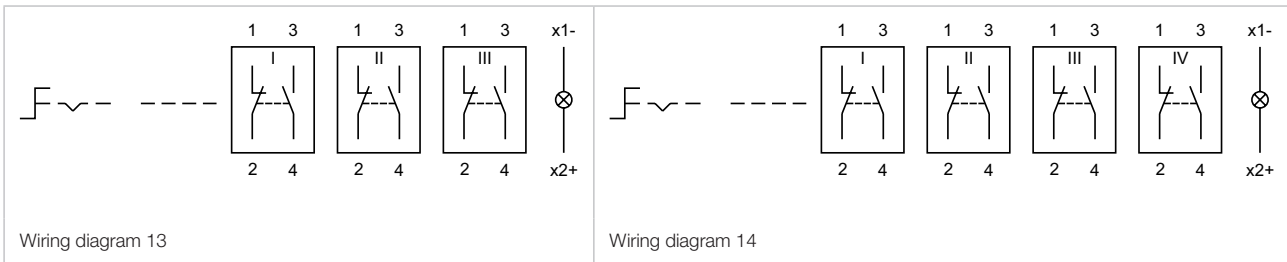 1 3 1 3 1 3 x1-
I II III
2 4 2 4 2 4 x2+
Wiring diagram 13
1 3 1 3 1 3 1 3 x1-
I II III IV
2 4 2 4 2 4 2 4 x2+
Wiring diagram 14